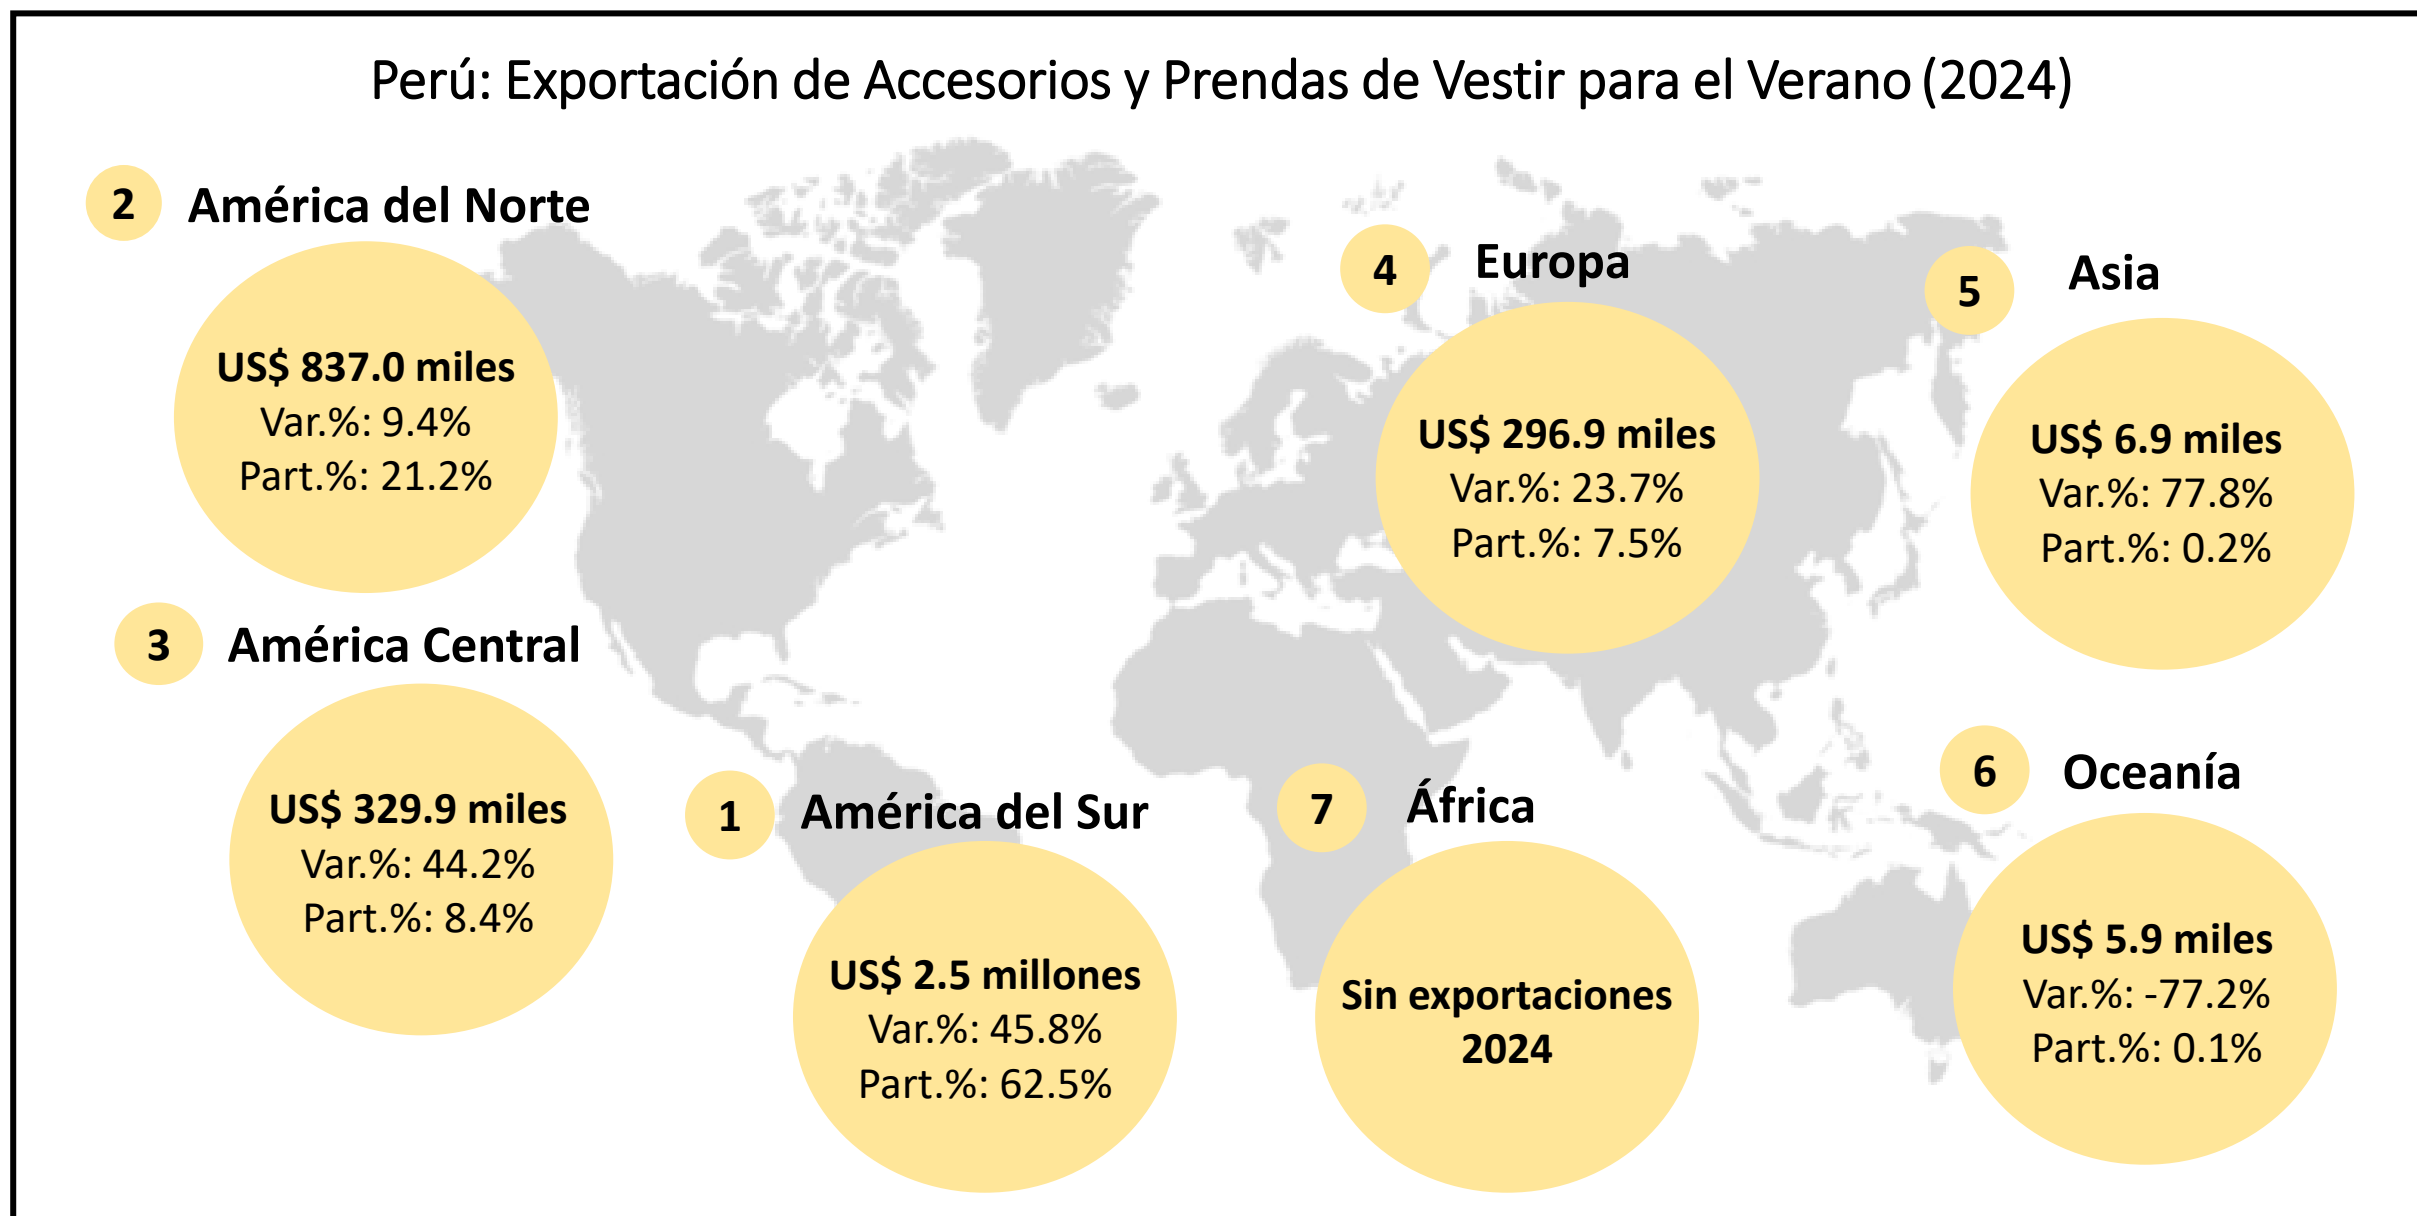 Perú: Exportación de Accesorios y Prendas de Vestir para el Verano (2024)
2
América del Norte
US$ 837.0 miles
Var.%: 9.4%
Part.%: 21.2%
3
América Central
US$ 329.9 miles
Var.%: 44.2%
Part.%: 8.4%
1
América del Sur
US$ 2.5 millones
Var.%: 45.8%
Part.%: 62.5%
4
Europa
US$ 296.9 miles
Var.%: 23.7%
Part.%: 7.5%
7
África
Sin exportaciones
2024
5
Asia
US$ 6.9 miles
Var.%: 77.8%
Part.%: 0.2%
6
Oceanía
US$ 5.9 miles
Var.%: -77.2%
Part.%: 0.1%